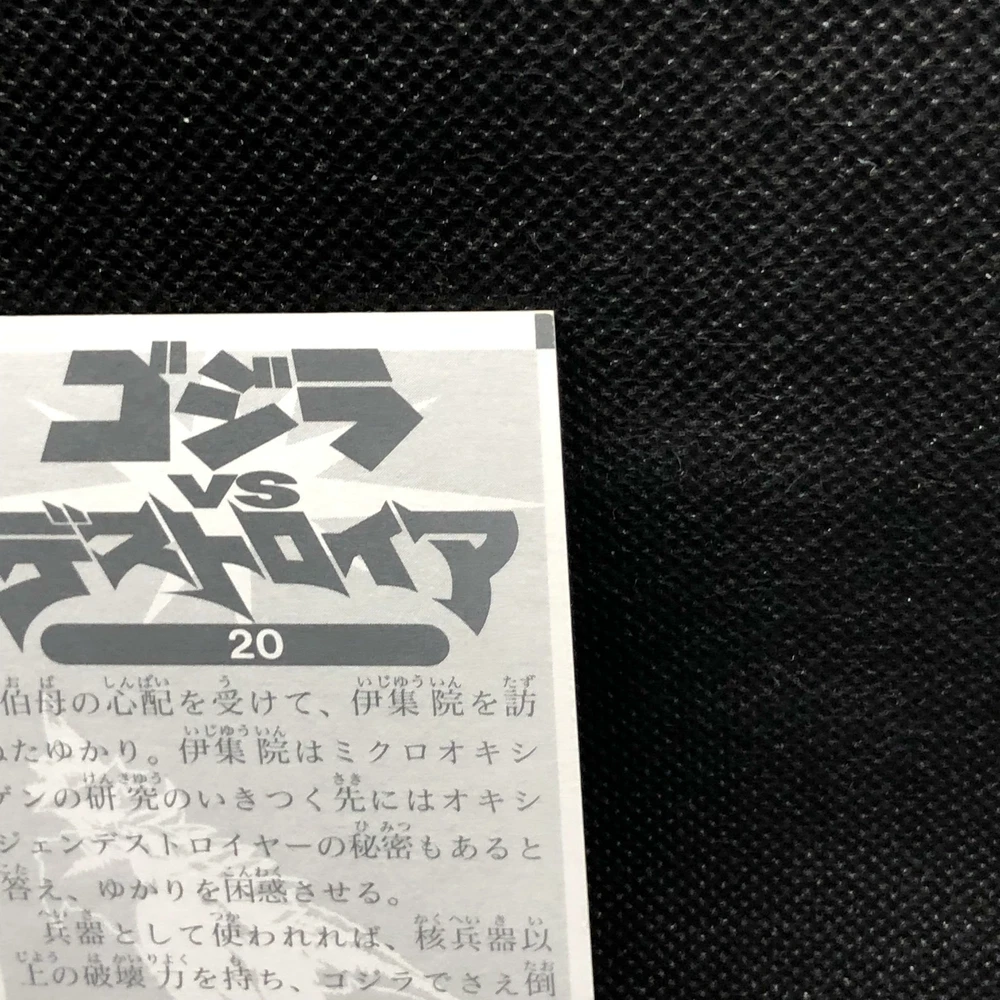 ゴジラ
VS
デストロイア
20
伯母の心配を受けて、伊集院を訪
ねたゆかり。伊集院はミクロオキシ
ゲンの研究のいきつく先にはオキシ
ジェンデストロイヤーの秘密もあると
答え、ゆかりを困惑させる。
兵器として使われれば、核兵器以
上の破壊力を持ち、ゴジラでさえ倒